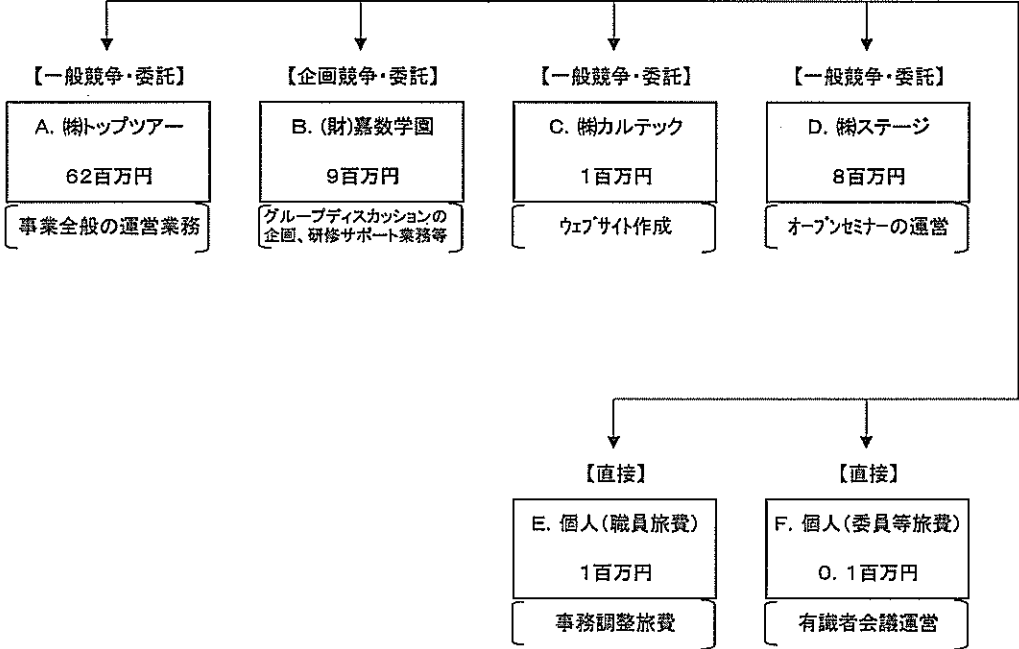 【一般競争・委託】
【企画競争・委託】
【一般競争・委託】
【一般競争・委託】
A. ㈱トップツアー
62百万円
B. (財)嘉数学園
9百万円
C. ㈱カルテック
1百万円
D. ㈱ステージ
8百万円
事業全般の運営業務
グループディスカッションの
企画、研修サポート業務等
ウェブサイト作成
オープンセミナーの運営
【直接】
【直接】
E. 個人(職員旅費)
1百万円
F. 個人(委員等旅費)
0. 1百万円
事務調整旅費
有識者会議運営